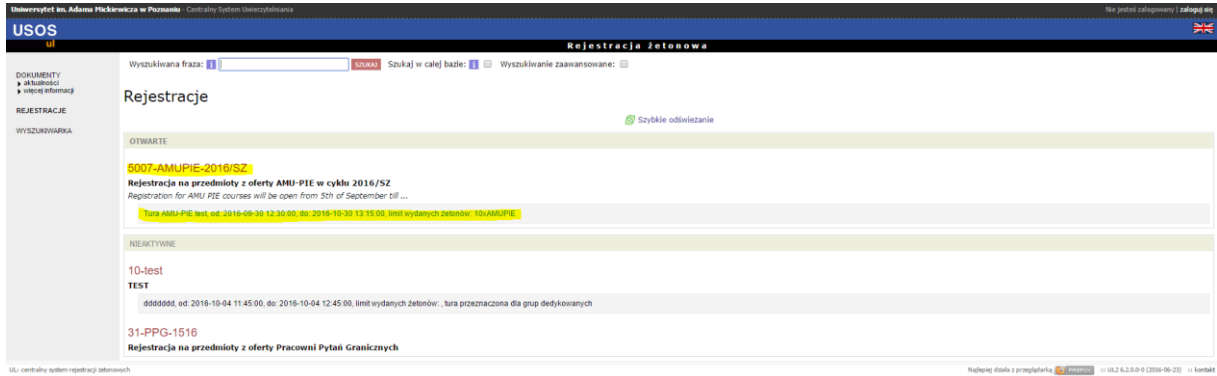 Uniwersytet im. Adama Mickiewicza w Poznaniu - Centralny System Uwierzytelniania
Nie jesteś zalogowany | zaloguj się
USOS
ul
Rejestracja żetonowa
Wyszukiwana fraza: i SZUKAJ Szukaj w całej bazie: i Wyszukiwanie zaawansowane:
DOKUMENTY
aktualności
więcej informacji
REJESTRACJE
WYSZUKIWARKA
Rejestracje
Szybkie odświeżanie
OTWARTE
5007-AMUPIE-2016/SZ
Rejestracja na przedmioty z oferty AMU-PIE w cyklu 2016/SZ
Registration for AMU PIE courses will be open from 5th of September till ...
Tura AMU-PIE test, od: 2016-09-30 12:30:00, do: 2016-10-30 13:15:00, limit wydanych żetonów: 10xAMUPIE
NIEAKTYWNE
10-test
TEST
ddddddd, od: 2016-10-04 11:45:00, do: 2016-10-04 12:45:00, limit wydanych żetonów: , tura przeznaczona dla grup dedykowanych
31-PPG-1516
Rejestracja na przedmioty z oferty Pracowni Pytań Granicznych
UL: centralny system rejestracji żetonowych
Najlepiej działa z przeglądarką :: UL2 6.2.0.0-0 (2016-06-23) :: kontakt